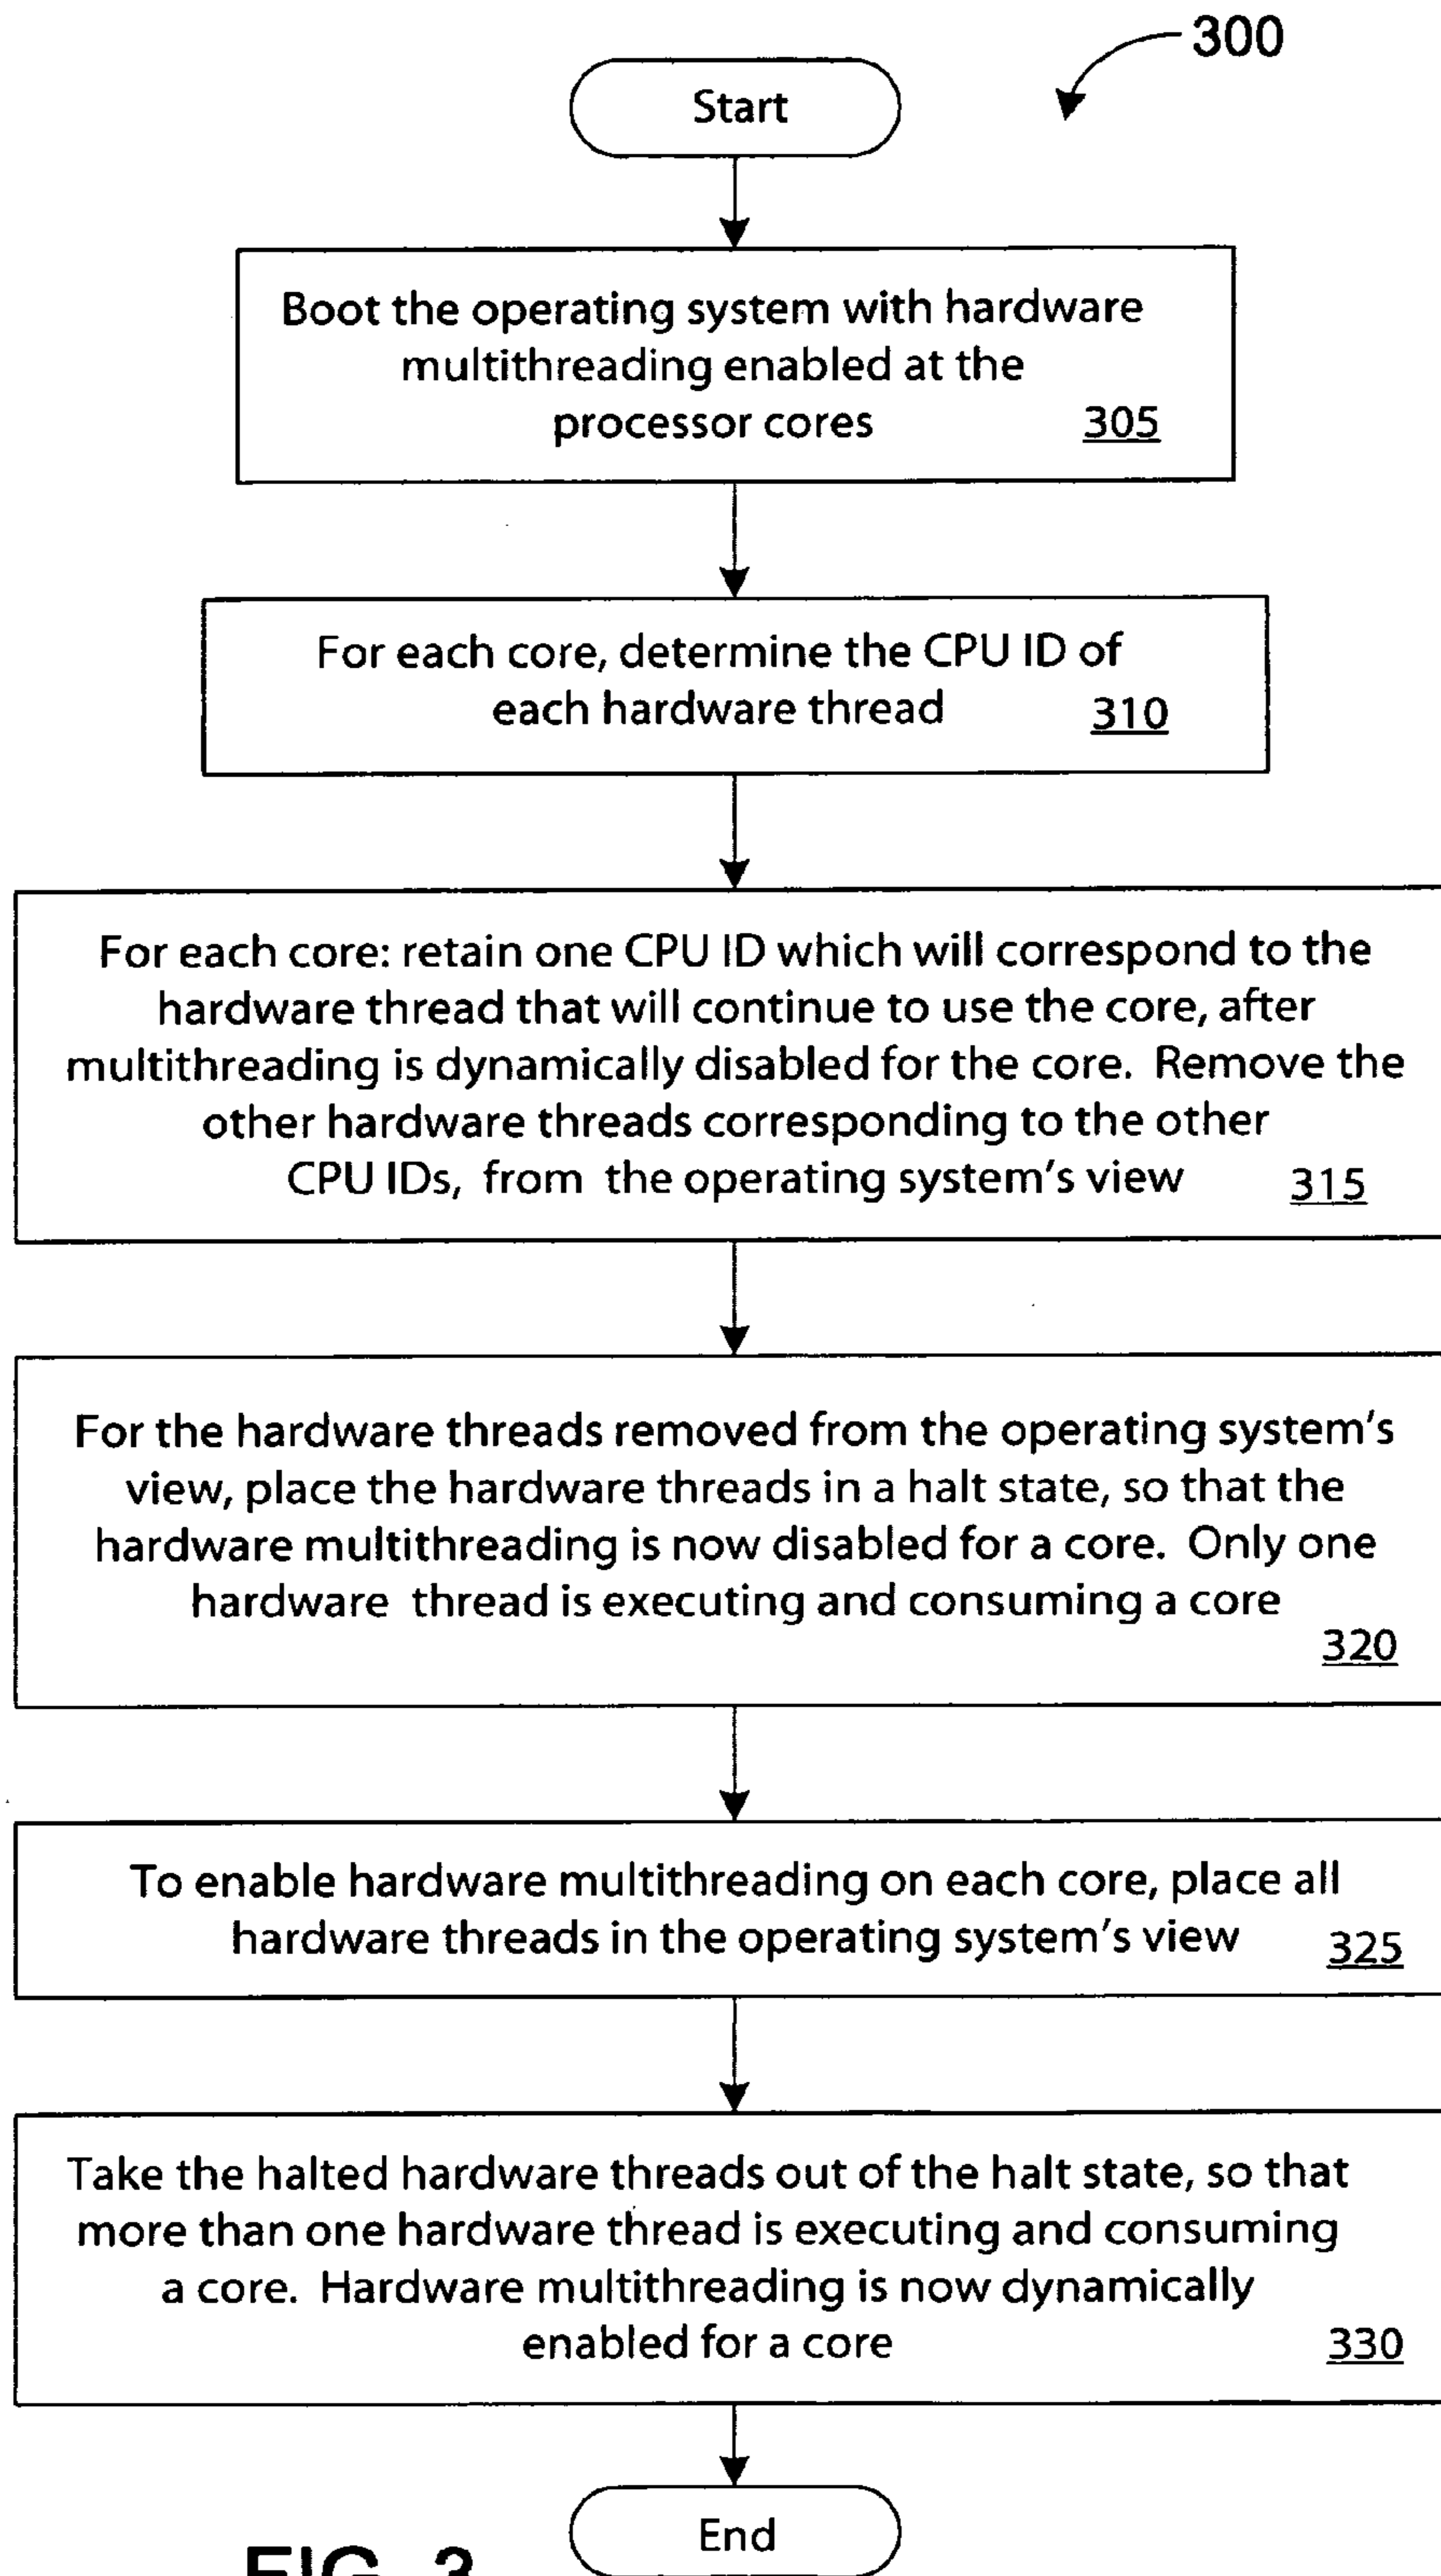 300
Start
Boot the operating system with hardware
multithreading enabled at the
processor cores 305
For each core, determine the CPU ID of
each hardware thread 310
For each core: retain one CPU ID which will correspond to the
hardware thread that will continue to use the core, after
multithreading is dynamically disabled for the core. Remove the
other hardware threads corresponding to the other
CPU IDs, from the operating system's view 315
For the hardware threads removed from the operating system's
view, place the hardware threads in a halt state, so that the
hardware multithreading is now disabled for a core. Only one
hardware thread is executing and consuming a core
320
To enable hardware multithreading on each core, place all
hardware threads in the operating system's view 325
Take the halted hardware threads out of the halt state, so that
more than one hardware thread is executing and consuming
a core. Hardware multithreading is now dynamically
enabled for a core 330
End
FIG. 3